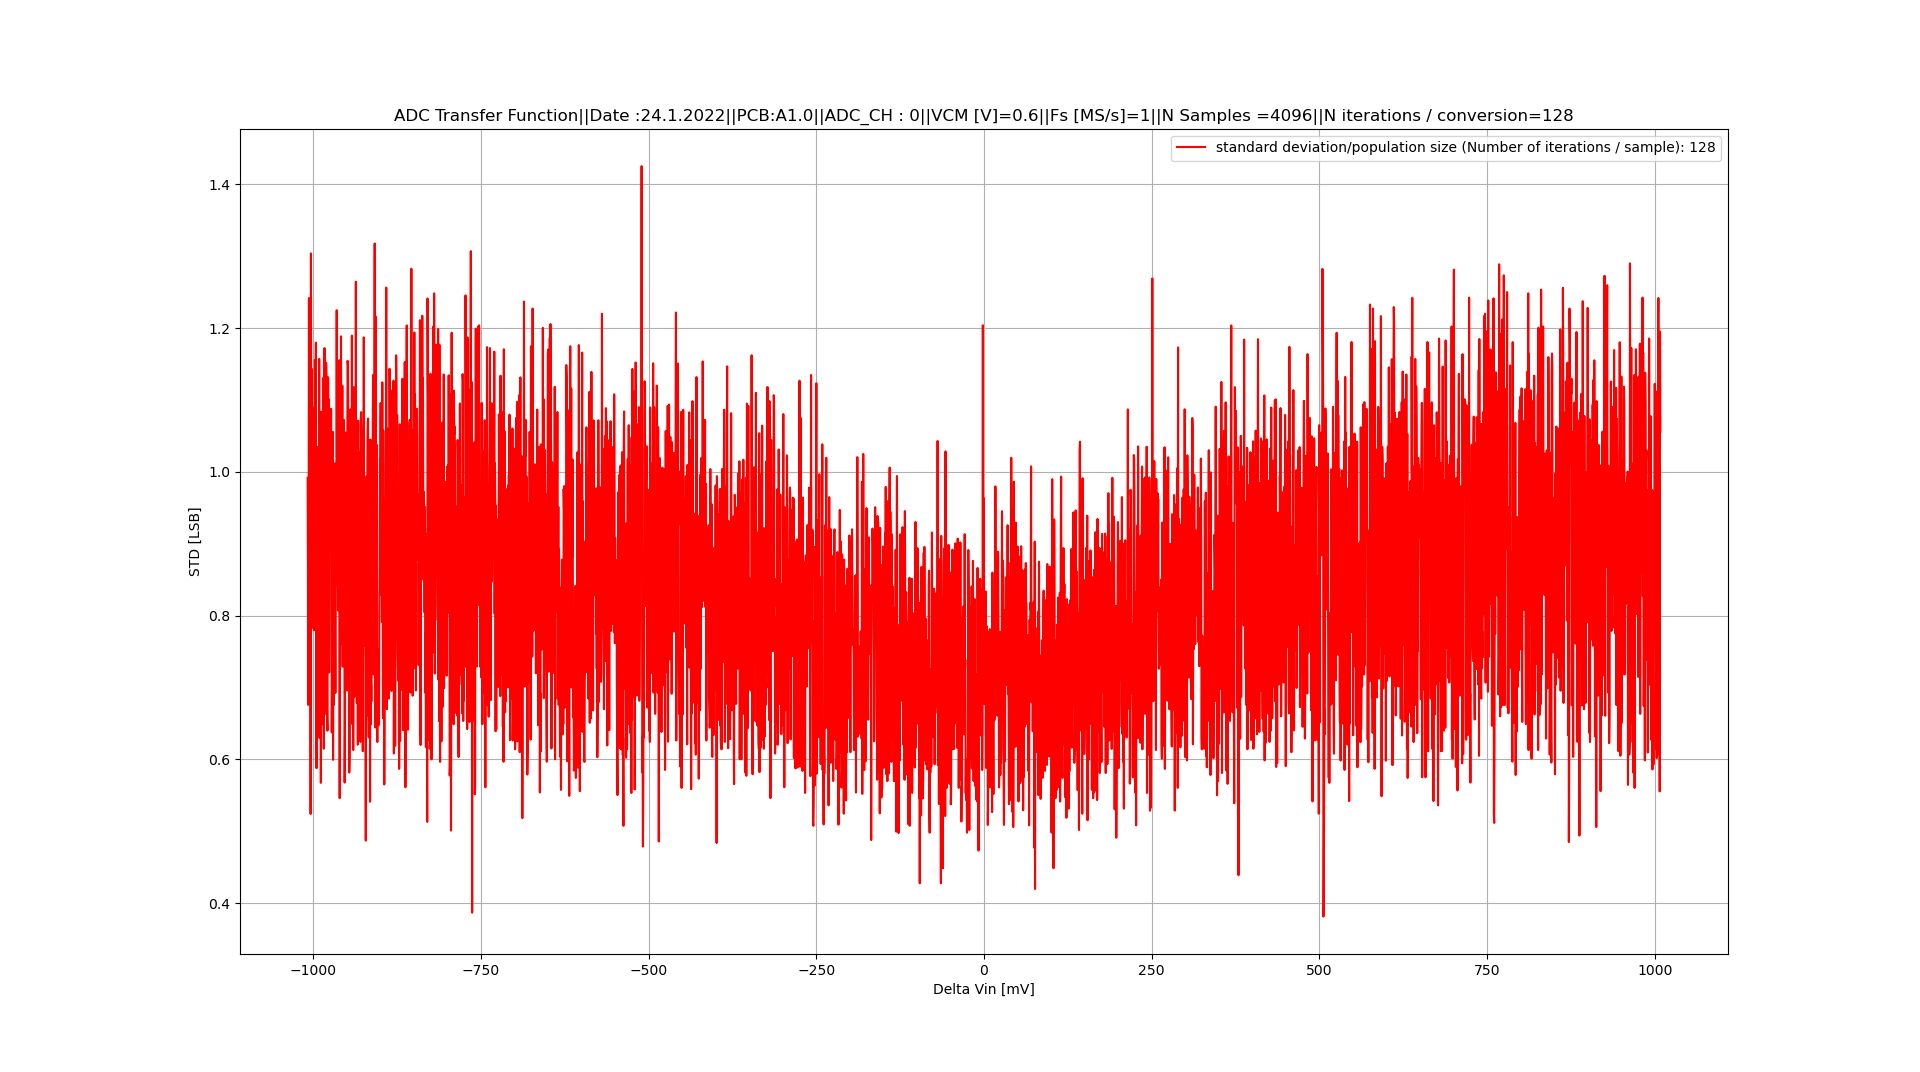 ADC Transfer Function||Date :24.1.2022||PCB:A1.0||ADC_CH : 0||VCM [V]=0.6||Fs [MS/s]=1||N Samples =4096||N iterations / conversion=128
standard deviation/population size (Number of iterations / sample): 128
1.4
1.2
1.0
0.8
0.6
0.4
STD [LSB]
−1000 −750 −500 −250 0 250 500 750 1000
Delta Vin [mV]